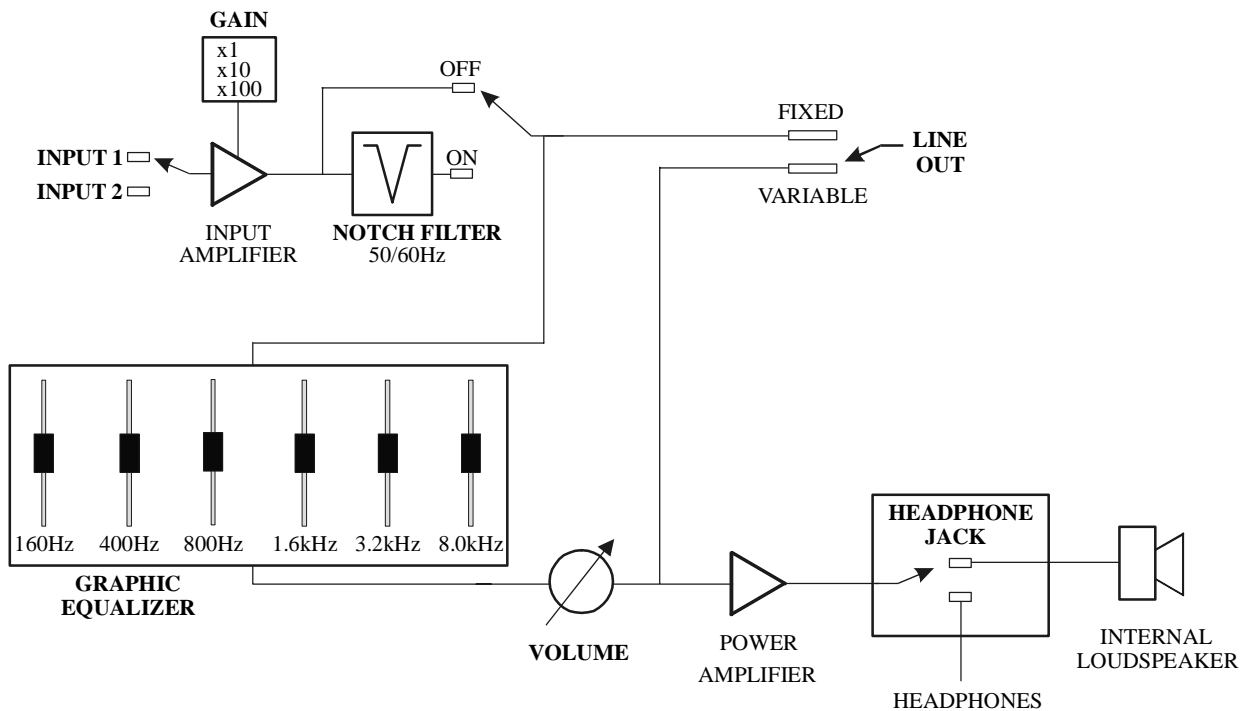 GAIN
x1
x10
x100
OFF
FIXED
LINE
OUT
INPUT 1
ON
INPUT 2
VARIABLE
INPUT
AMPLIFIER
NOTCH FILTER
50/60Hz
160Hz 400Hz 800Hz 1.6kHz 3.2kHz 8.0kHz
GRAPHIC
EQUALIZER
VOLUME
POWER
AMPLIFIER
HEADPHONE
JACK
HEADPHONES
INTERNAL
LOUDSPEAKER